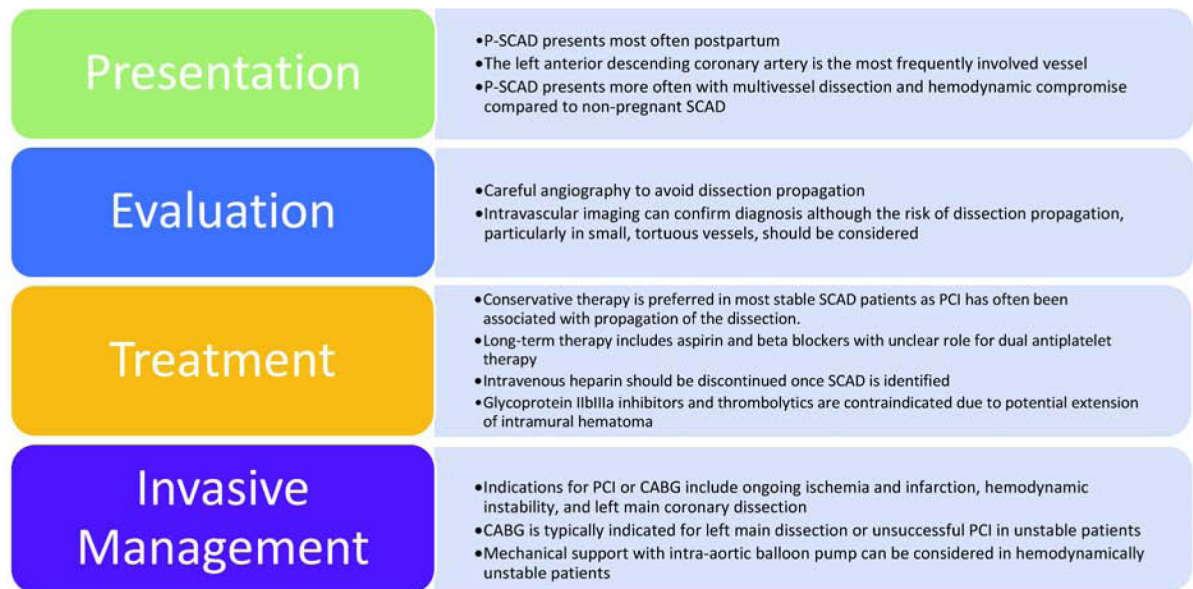 Presentation
•P-SCAD presents most often postpartum
•The left anterior descending coronary artery is the most frequently involved vessel
•P-SCAD presents more often with multivessel dissection and hemodynamic compromise
compared to non-pregnant SCAD
Evaluation
•Careful angiography to avoid dissection propagation
•Intravascular imaging can confirm diagnosis although the risk of dissection propagation,
particularly in small, tortuous vessels, should be considered
Treatment
•Conservative therapy is preferred in most stable SCAD patients as PCI has often been
associated with propagation of the dissection.
•Long-term therapy includes aspirin and beta blockers with unclear role for dual antiplatelet
therapy
•Intravenous heparin should be discontinued once SCAD is identified
•Glycoprotein IIbIIIa inhibitors and thrombolytics are contraindicated due to potential extension
of intramural hematoma
Invasive
Management
•Indications for PCI or CABG include ongoing ischemia and infarction, hemodynamic
instability, and left main coronary dissection
•CABG is typically indicated for left main dissection or unsuccessful PCI in unstable patients
•Mechanical support with intra-aortic balloon pump can be considered in hemodynamically
unstable patients